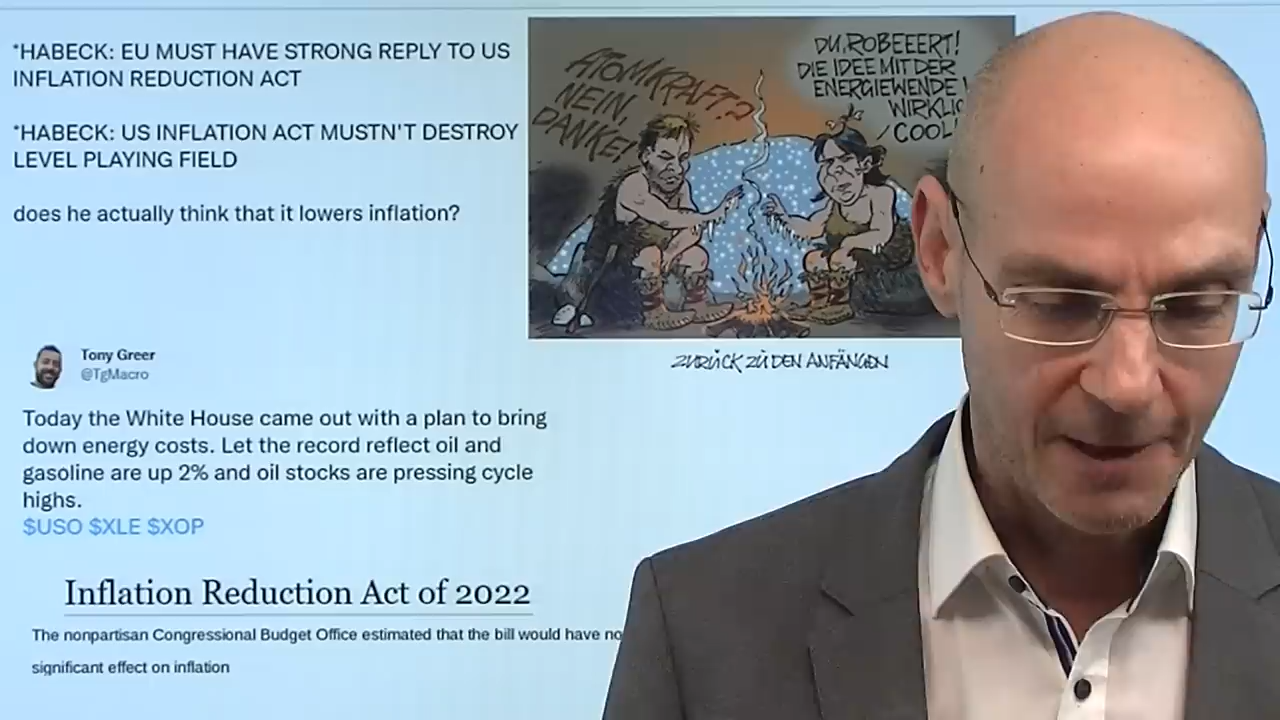 *HABECK: EU MUST HAVE STRONG REPLY TO US
INFLATION REDUCTION ACT
*HABECK: US INFLATION ACT MUSTN'T DESTROY
LEVEL PLAYING FIELD
does he actually think that it lowers inflation?
ATOMKRAFT?
NEIN,
DANKE!
DU, ROBEEERT!
DIE IDEE MIT DER
ENERGIEWENDE
WIRKLIC
COOL!
ZURÜCK ZU DEN ANFÄNGEN
Tony Greer
@TgMacro
Today the White House came out with a plan to bring
down energy costs. Let the record reflect oil and
gasoline are up 2% and oil stocks are pressing cycle
highs.
$USO $XLE $XOP
Inflation Reduction Act of 2022
The nonpartisan Congressional Budget Office estimated that the bill would have no
significant effect on inflation